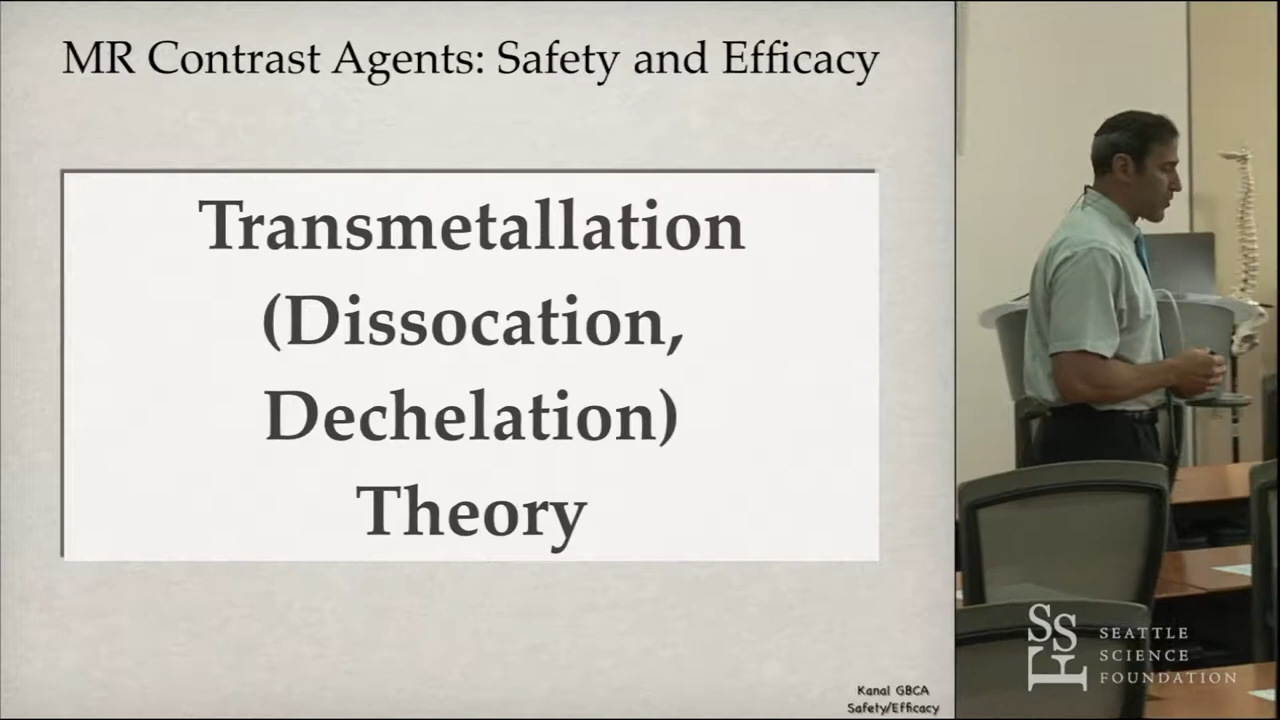 MR Contrast Agents: Safety and Efficacy
Transmetallation
(Dissocation,
Dechelation)
Theory
Kanal GBCA
Safety/Efficacy
SSF
SEATTLE
SCIENCE
FOUNDATION